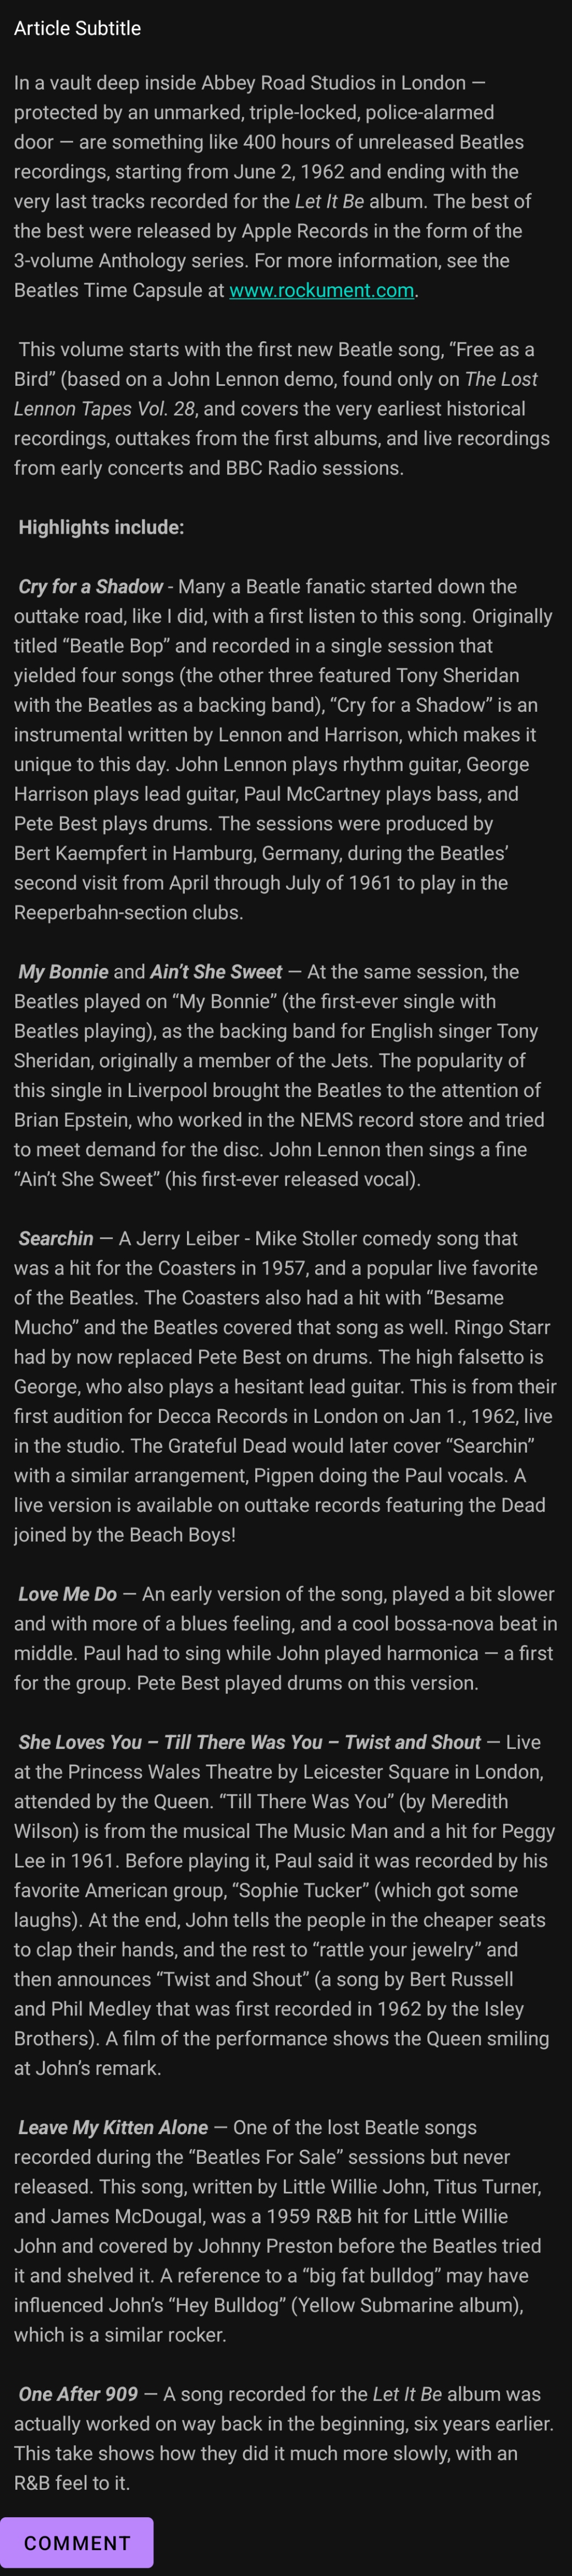 Article Subtitle
In a vault deep inside Abbey Road Studios in London —
protected by an unmarked, triple-locked, police-alarmed
door — are something like 400 hours of unreleased Beatles
recordings, starting from June 2, 1962 and ending with the
very last tracks recorded for the Let It Be album. The best of
the best were released by Apple Records in the form of the
3-volume Anthology series. For more information, see the
Beatles Time Capsule at www.rockument.com.
This volume starts with the first new Beatle song, “Free as a
Bird” (based on a John Lennon demo, found only on The Lost
Lennon Tapes Vol. 28, and covers the very earliest historical
recordings, outtakes from the first albums, and live recordings
from early concerts and BBC Radio sessions.
Highlights include:
Cry for a Shadow - Many a Beatle fanatic started down the
outtake road, like I did, with a first listen to this song. Originally
titled “Beatle Bop” and recorded in a single session that
yielded four songs (the other three featured Tony Sheridan
with the Beatles as a backing band), “Cry for a Shadow” is an
instrumental written by Lennon and Harrison, which makes it
unique to this day. John Lennon plays rhythm guitar, George
Harrison plays lead guitar, Paul McCartney plays bass, and
Pete Best plays drums. The sessions were produced by
Bert Kaempfert in Hamburg, Germany, during the Beatles’
second visit from April through July of 1961 to play in the
Reeperbahn-section clubs.
My Bonnie and Ain’t She Sweet — At the same session, the
Beatles played on “My Bonnie” (the first-ever single with
Beatles playing), as the backing band for English singer Tony
Sheridan, originally a member of the Jets. The popularity of
this single in Liverpool brought the Beatles to the attention of
Brian Epstein, who worked in the NEMS record store and tried
to meet demand for the disc. John Lennon then sings a fine
“Ain’t She Sweet” (his first-ever released vocal).
Searchin — A Jerry Leiber - Mike Stoller comedy song that
was a hit for the Coasters in 1957, and a popular live favorite
of the Beatles. The Coasters also had a hit with “Besame
Mucho” and the Beatles covered that song as well. Ringo Starr
had by now replaced Pete Best on drums. The high falsetto is
George, who also plays a hesitant lead guitar. This is from their
first audition for Decca Records in London on Jan 1., 1962, live
in the studio. The Grateful Dead would later cover “Searchin”
with a similar arrangement, Pigpen doing the Paul vocals. A
live version is available on outtake records featuring the Dead
joined by the Beach Boys!
Love Me Do — An early version of the song, played a bit slower
and with more of a blues feeling, and a cool bossa-nova beat in
middle. Paul had to sing while John played harmonica — a first
for the group. Pete Best played drums on this version.
She Loves You – Till There Was You – Twist and Shout — Live
at the Princess Wales Theatre by Leicester Square in London,
attended by the Queen. “Till There Was You” (by Meredith
Wilson) is from the musical The Music Man and a hit for Peggy
Lee in 1961. Before playing it, Paul said it was recorded by his
favorite American group, “Sophie Tucker” (which got some
laughs). At the end, John tells the people in the cheaper seats
to clap their hands, and the rest to “rattle your jewelry” and
then announces “Twist and Shout” (a song by Bert Russell
and Phil Medley that was first recorded in 1962 by the Isley
Brothers). A film of the performance shows the Queen smiling
at John’s remark.
Leave My Kitten Alone — One of the lost Beatle songs
recorded during the “Beatles For Sale” sessions but never
released. This song, written by Little Willie John, Titus Turner,
and James McDougal, was a 1959 R&B hit for Little Willie
John and covered by Johnny Preston before the Beatles tried
it and shelved it. A reference to a “big fat bulldog” may have
influenced John’s “Hey Bulldog” (Yellow Submarine album),
which is a similar rocker.
One After 909 — A song recorded for the Let It Be album was
actually worked on way back in the beginning, six years earlier.
This take shows how they did it much more slowly, with an
R&B feel to it.
COMMENT